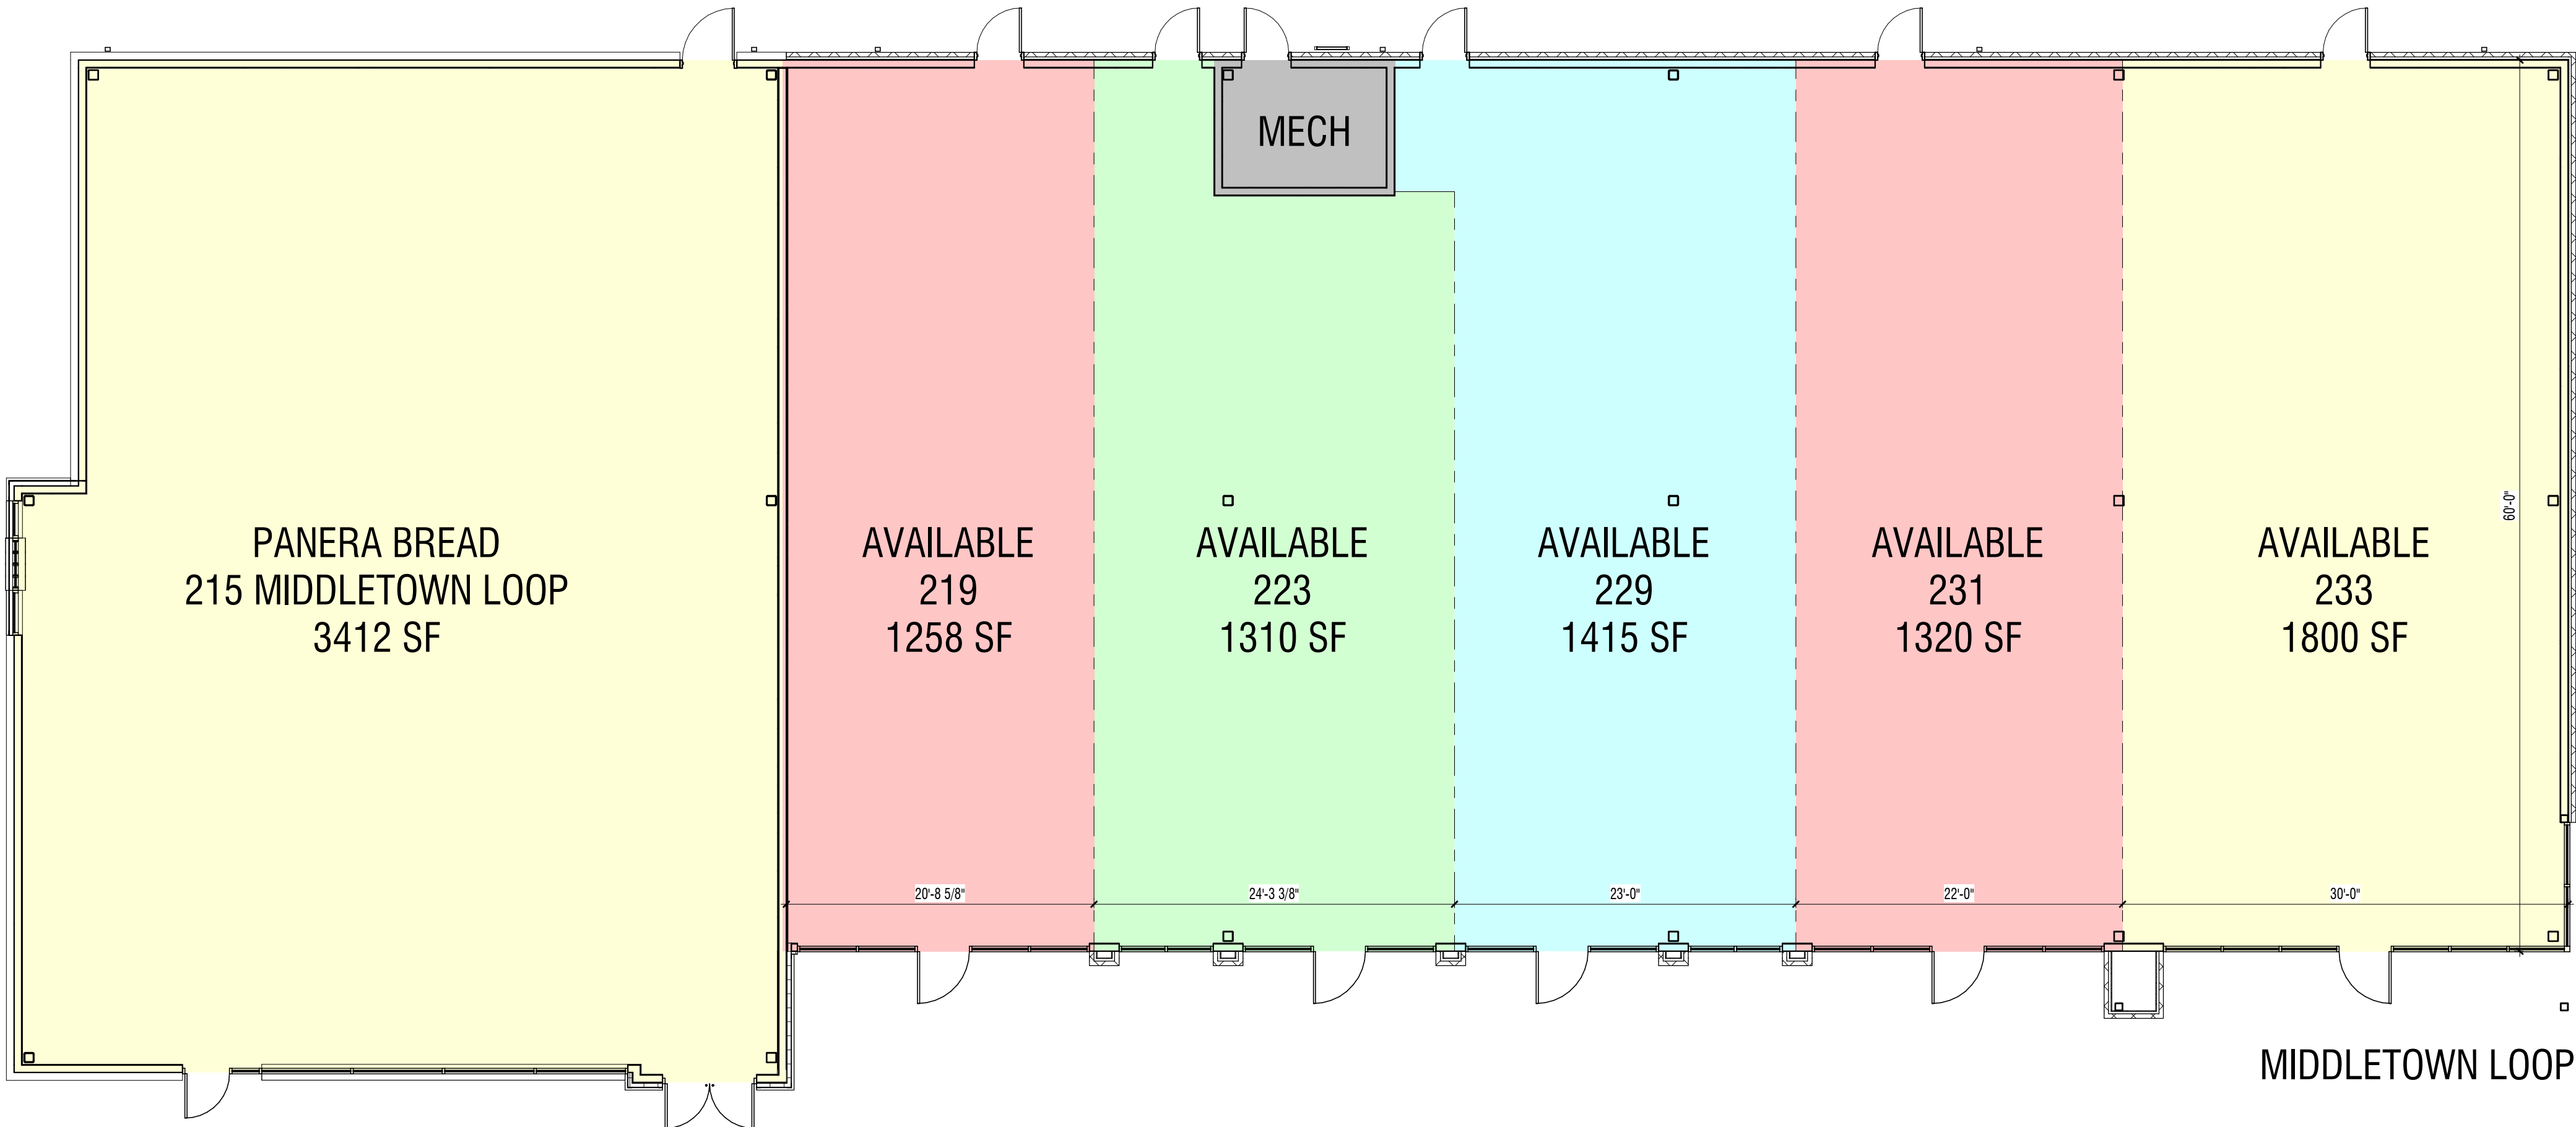 MECH
PANERA BREAD
215 MIDDLETOWN LOOP
3412 SF
AVAILABLE
219
1258 SF
AVAILABLE
223
1310 SF
AVAILABLE
229
1415 SF
AVAILABLE
231
1320 SF
AVAILABLE
233
1800 SF
60'-0"
20'-8 5/8"
24'-3 3/8"
23'-0"
22'-0"
30'-0"
MIDDLETOWN LOOP